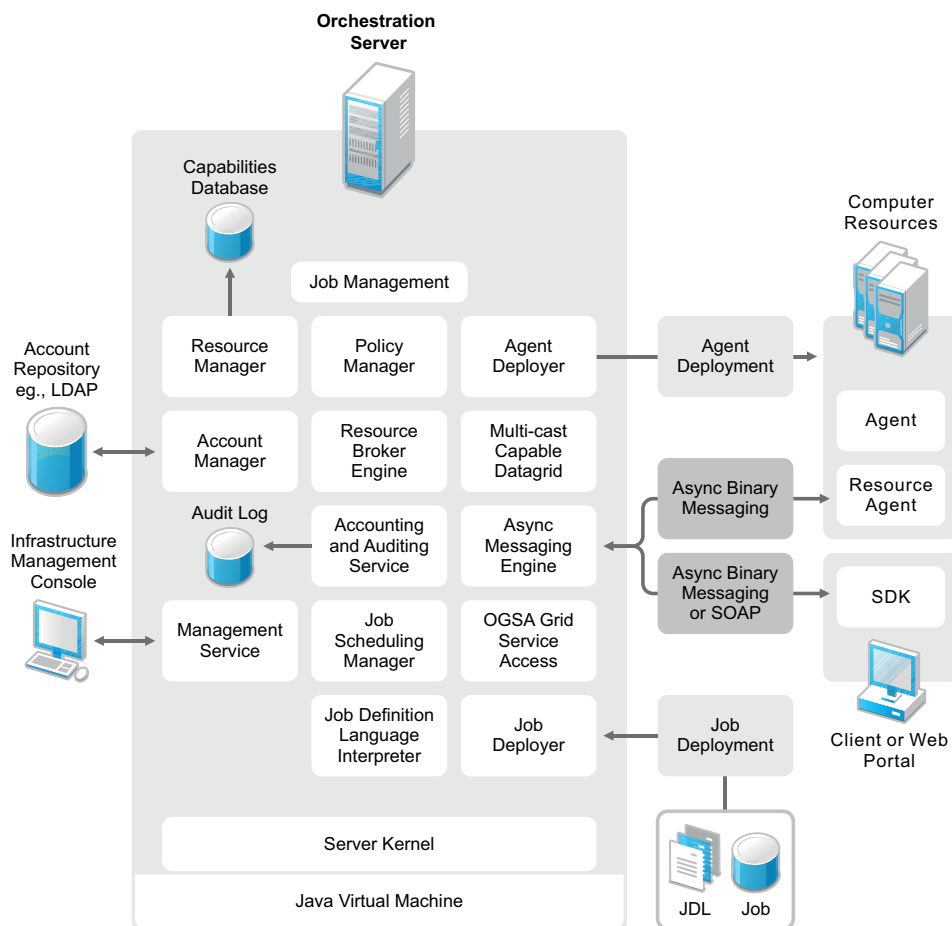 Orchestration
Server
Capabilities
Database
Computer
Resources
Job Management
Account
Repository
eg., LDAP
Resource
Manager
Policy
Manager
Agent
Deployer
Agent
Deployment
Agent
Account
Manager
Resource
Broker
Engine
Multi-cast
Capable
Datagrid
Async Binary
Messaging
Resource
Agent
Infrastructure
Management
Console
Audit Log
Accounting
and Auditing
Service
Async
Messaging
Engine
Async Binary
Messaging
or SOAP
SDK
Management
Service
Job
Scheduling
Manager
OGSA Grid
Service
Access
Job Definition
Language
Interpreter
Job
Deployer
Job
Deployment
Client or Web
Portal
Server Kernel
Java Virtual Machine
JDL
Job